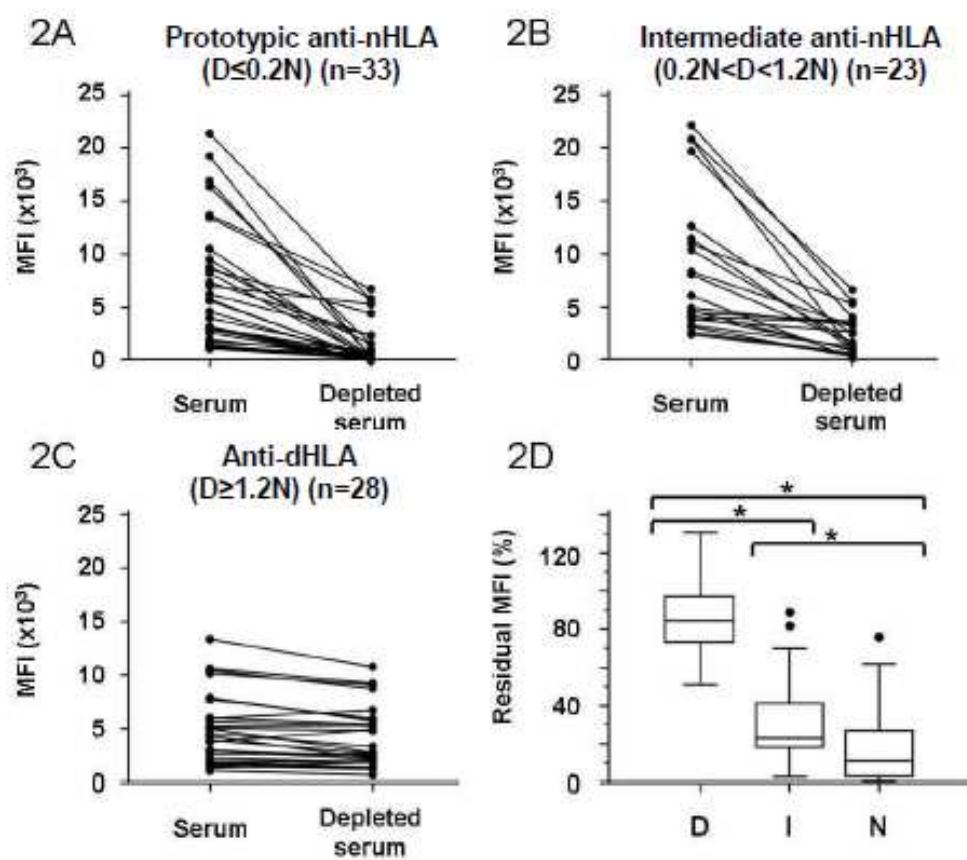 2A
Prototypic anti-nHLA
(D≤0.2N) (n=33)
25
20
15
10
5
0
MFI (x10³)
Serum
Depleted
serum
2B
Intermediate anti-nHLA
(0.2N<D<1.2N) (n=23)
25
20
15
10
5
0
MFI (x10³)
Serum
Depleted
serum
2C
Anti-dHLA
(D≥1.2N) (n=28)
25
20
15
10
5
0
MFI (x10³)
Serum
Depleted
serum
2D
*
*
*
120
80
40
0
Residual MFI (%)
D I N